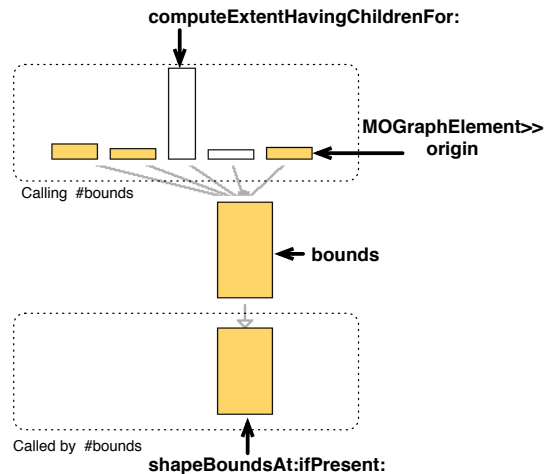 computeExtentHavingChildrenFor:
MOGraphElement>>
origin
Calling #bounds
bounds
Called by #bounds
shapeBoundsAt:ifPresent: